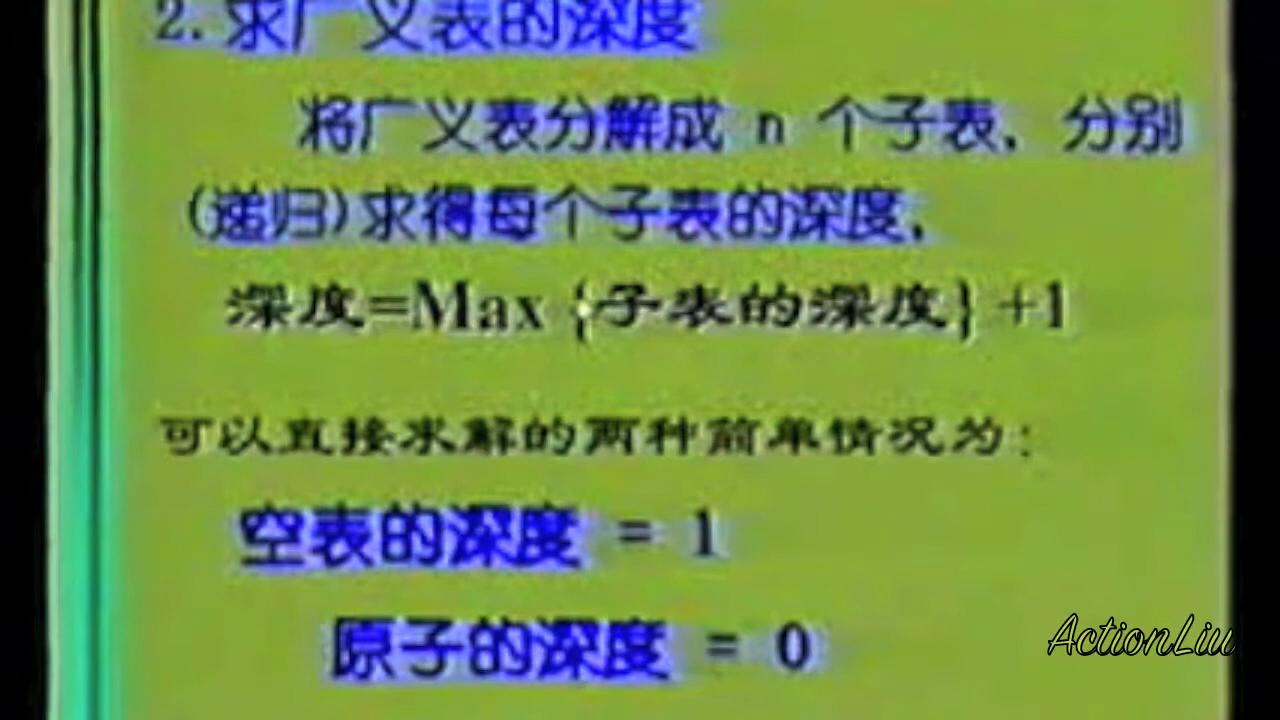 2. 求广义表的深度
将广义表分解成 n 个子表，分别
(递归)求得每个子表的深度，
深度=Max {子表的深度} +1
可以直接求解的两种简单情况为：
空表的深度 = 1
原子的深度 = 0
ActionLiu